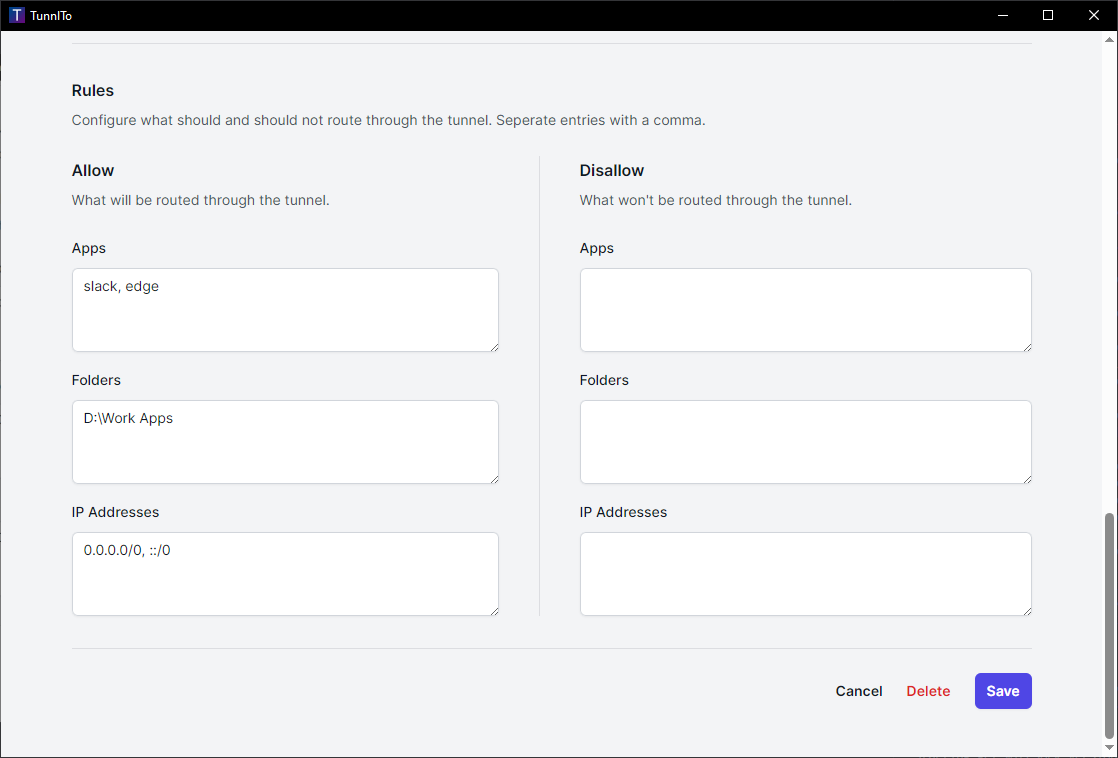 T TunnlTo
Rules
Configure what should and should not route through the tunnel. Seperate entries with a comma.
Allow
What will be routed through the tunnel.
Apps
slack, edge
Folders
D:\Work Apps
IP Addresses
0.0.0.0/0, ::/0
Disallow
What won't be routed through the tunnel.
Apps
Folders
IP Addresses
Cancel Delete Save